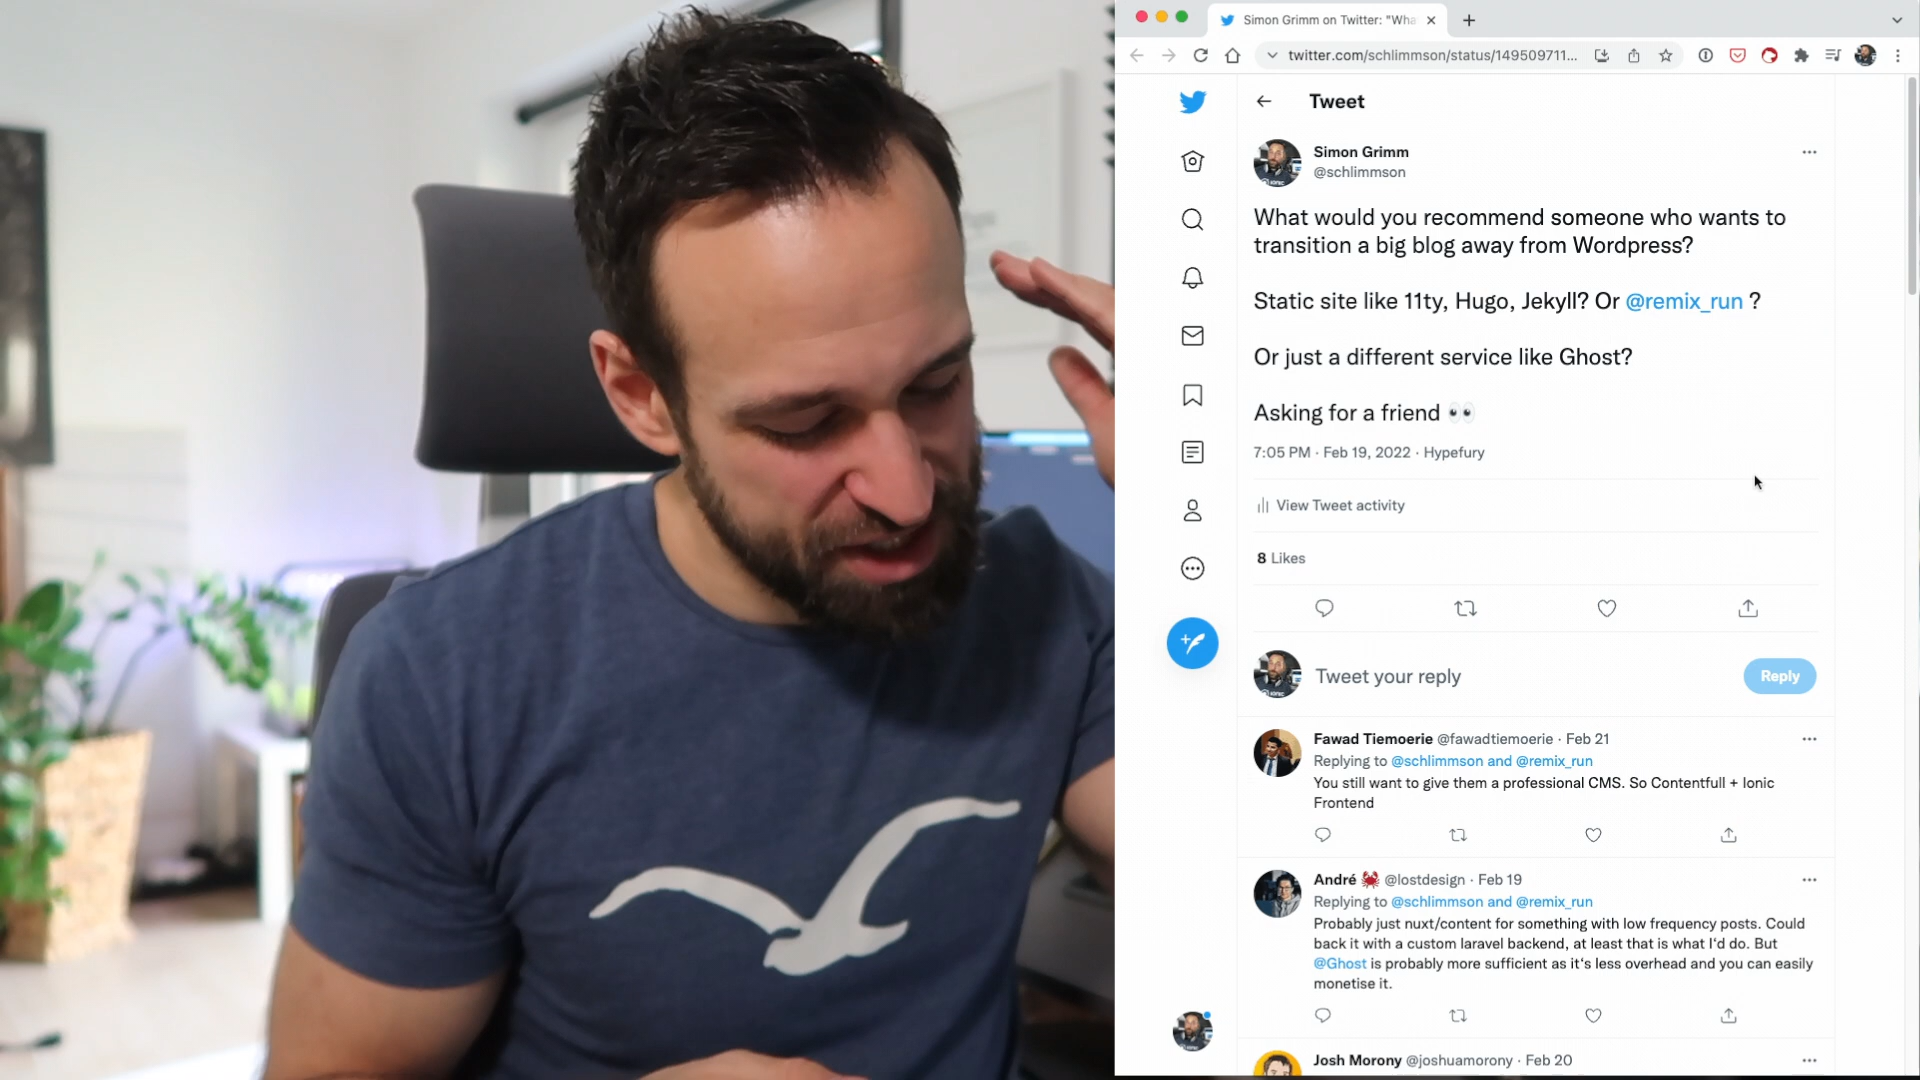 Simon Grimm on Twitter: "Wha
twitter.com/schlimmson/status/149509711...
Tweet
Simon Grimm
@schlimmson
What would you recommend someone who wants to
transition a big blog away from Wordpress?
Static site like 11ty, Hugo, Jekyll? Or @remix_run ?
Or just a different service like Ghost?
Asking for a friend 👀
7:05 PM · Feb 19, 2022 · Hypefury
View Tweet activity
8 Likes
Tweet your reply
Reply
Fawad Tiemoerie @fawadtiemoerie · Feb 21
Replying to @schlimmson and @remix_run
You still want to give them a professional CMS. So Contentfull + Ionic
Frontend
André 🦀 @lostdesign · Feb 19
Replying to @schlimmson and @remix_run
Probably just nuxt/content for something with low frequency posts. Could
back it with a custom laravel backend, at least that is what I'd do. But
@Ghost is probably more sufficient as it's less overhead and you can easily
monetise it.
Josh Morony @joshuamorony · Feb 20